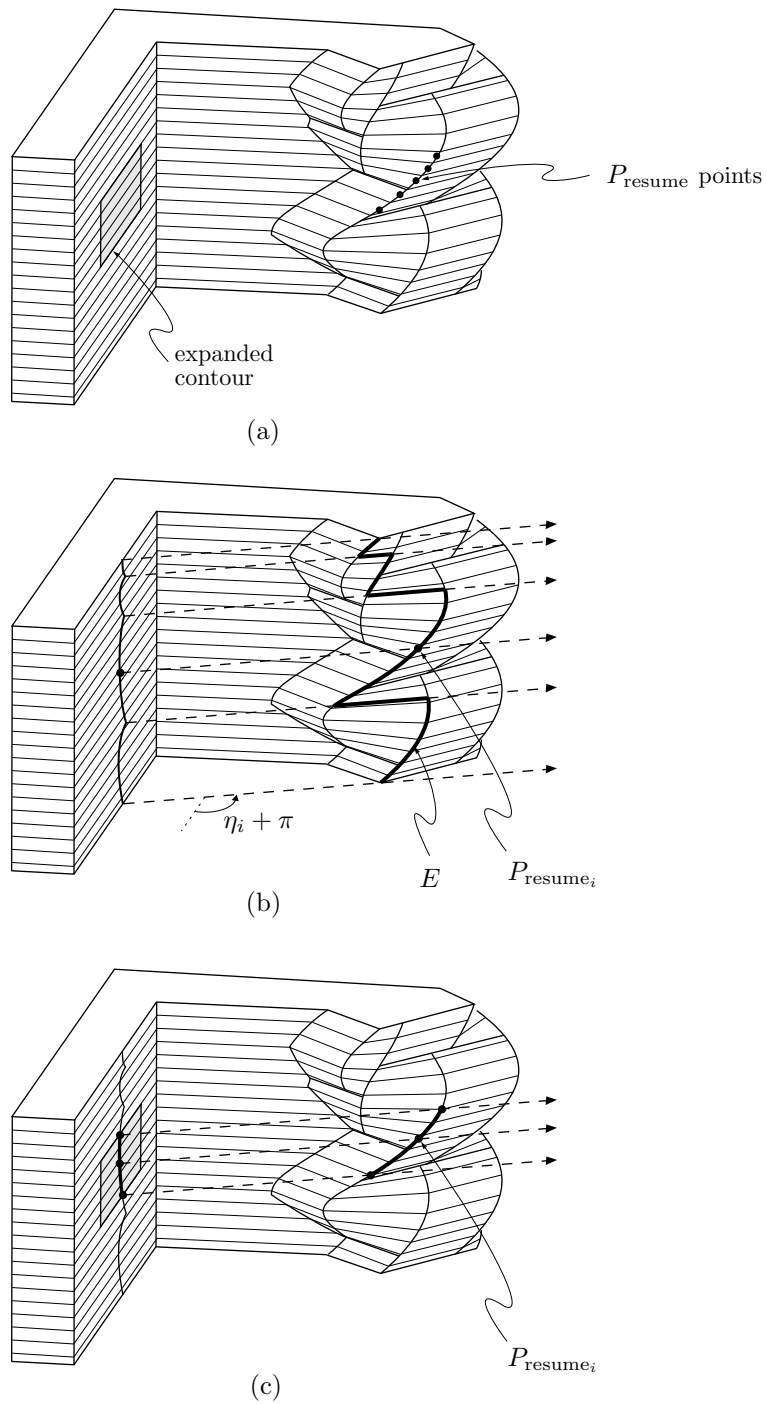 P_resume points
expanded
contour
(a)
η_i + π
E
P_resume_i
(b)
P_resume_i
(c)